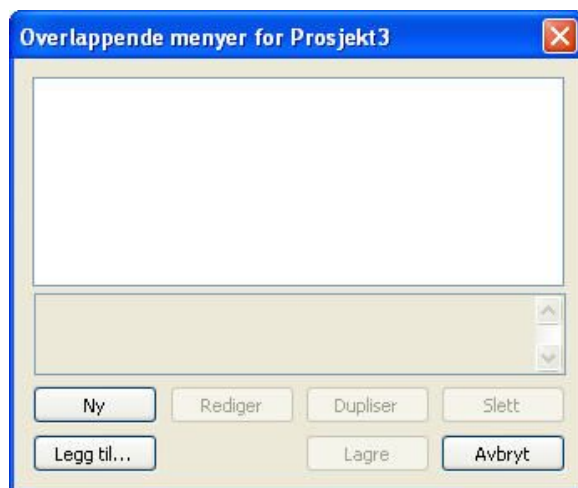 Overlappende menyer for Prosjekt3
Ny Rediger Dupliser Slett
Legg til... Lagre Avbryt